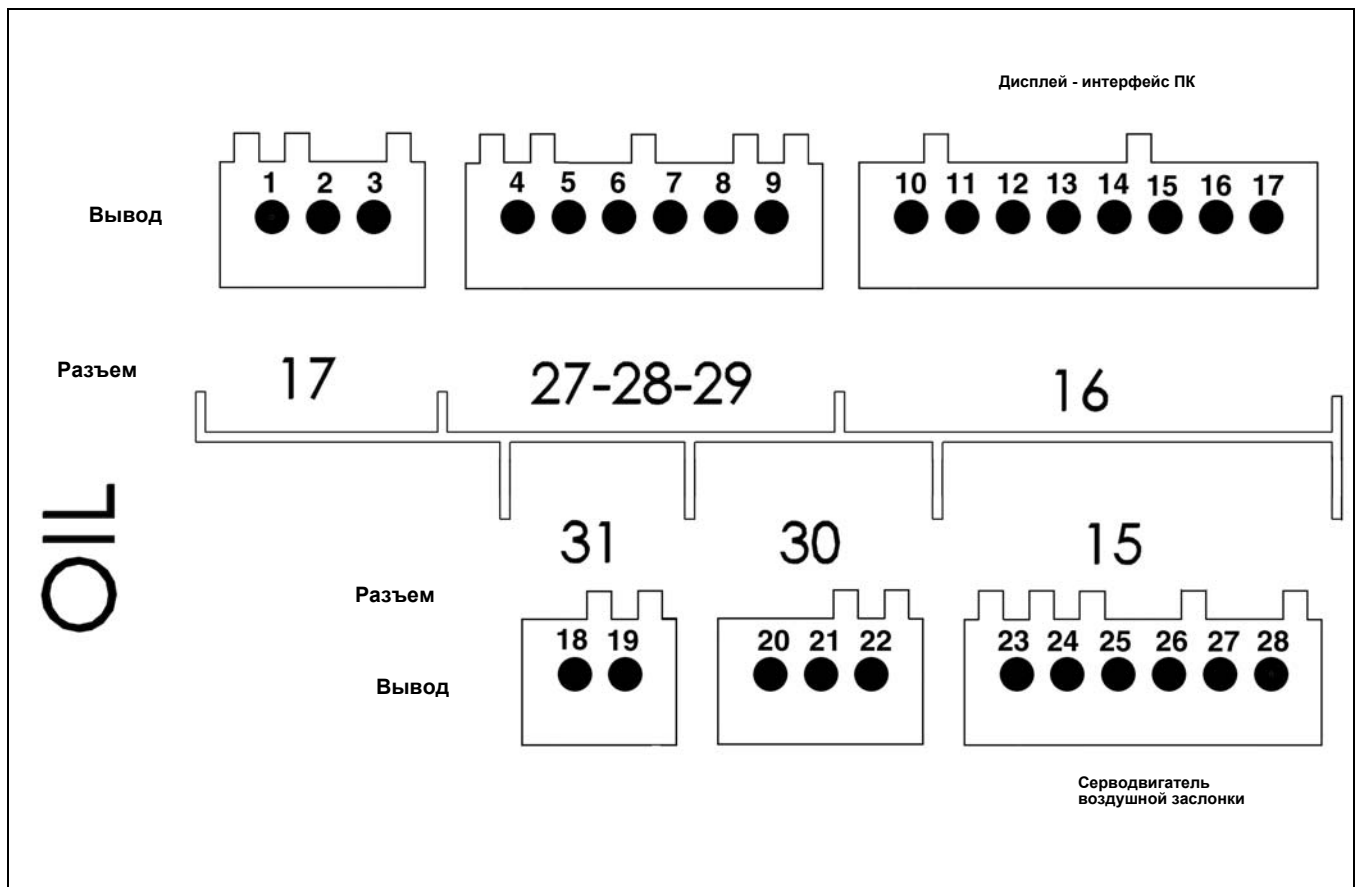 Дисплей - интерфейс ПК
1 2 3 4 5 6 7 8 9 10 11 12 13 14 15 16 17
Вывод
Разъем 17 27-28-29 16
OIL
31 30 15
Разъем
18 19 20 21 22 23 24 25 26 27 28
Вывод
Серводвигатель
воздушной заслонки